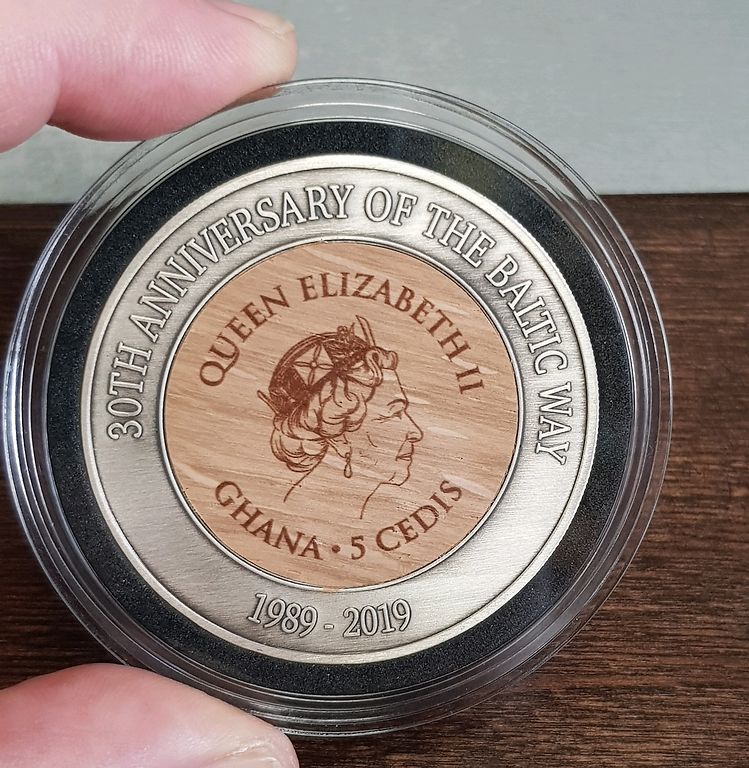 30TH ANNIVERSARY OF THE BALTIC WAY
QUEEN ELIZABETH II
GHANA • 5 CEDIS
1989 - 2019